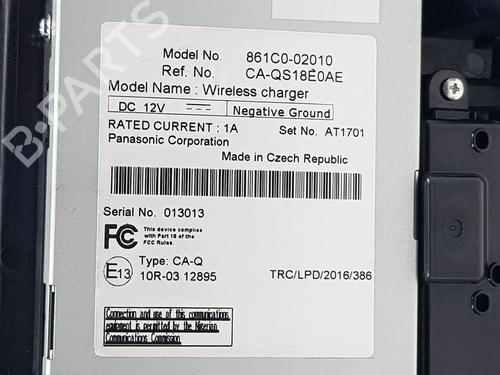 Model No. 861C0-02010
Ref. No. CA-QS18E0AE
Model Name : Wireless charger
DC 12V Negative Ground
RATED CURRENT : 1A Set No. AT1701
Panasonic Corporation
Made in Czech Republic
Serial No. 013013
FCC This device complies
with Part 15 of the
FCC Rules.
E13 Type: CA-Q
10R-03 12895 TRC/LPD/2016/386
Connection and use of this communications
equipment is permitted by the Nigerian
Communications Commission
B-Parts